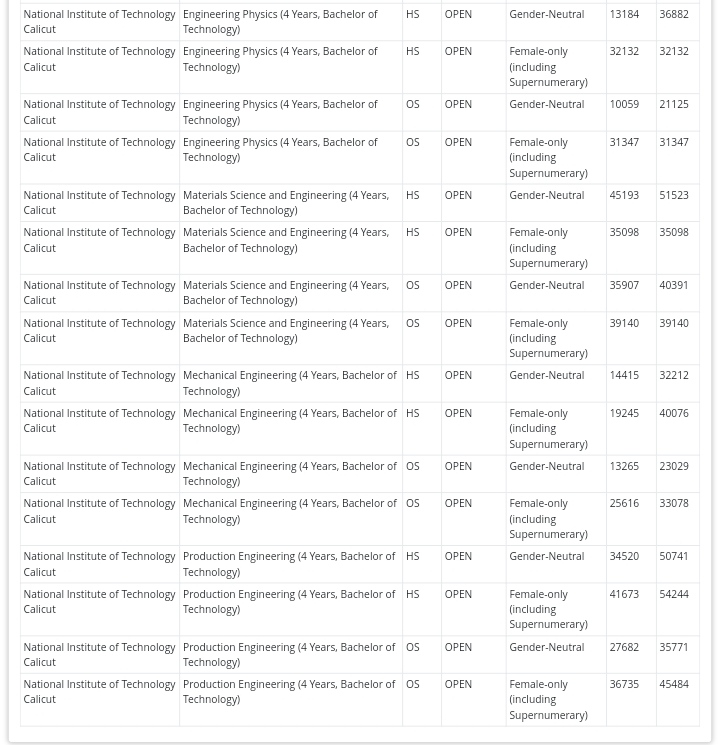 National Institute of Technology Engineering Physics (4 Years, Bachelor of HS OPEN Gender-Neutral 13184 36882
Calicut Technology)
National Institute of Technology Engineering Physics (4 Years, Bachelor of HS OPEN Female-only 32132 32132
Calicut Technology) (including
Supernumerary)
National Institute of Technology Engineering Physics (4 Years, Bachelor of OS OPEN Gender-Neutral 10059 21125
Calicut Technology)
National Institute of Technology Engineering Physics (4 Years, Bachelor of OS OPEN Female-only 31347 31347
Calicut Technology) (including
Supernumerary)
National Institute of Technology Materials Science and Engineering (4 Years, HS OPEN Gender-Neutral 45193 51523
Calicut Bachelor of Technology)
National Institute of Technology Materials Science and Engineering (4 Years, HS OPEN Female-only 35098 35098
Calicut Bachelor of Technology) (including
Supernumerary)
National Institute of Technology Materials Science and Engineering (4 Years, OS OPEN Gender-Neutral 35907 40391
Calicut Bachelor of Technology)
National Institute of Technology Materials Science and Engineering (4 Years, OS OPEN Female-only 39140 39140
Calicut Bachelor of Technology) (including
Supernumerary)
National Institute of Technology Mechanical Engineering (4 Years, Bachelor of HS OPEN Gender-Neutral 14415 32212
Calicut Technology)
National Institute of Technology Mechanical Engineering (4 Years, Bachelor of HS OPEN Female-only 19245 40076
Calicut Technology) (including
Supernumerary)
National Institute of Technology Mechanical Engineering (4 Years, Bachelor of OS OPEN Gender-Neutral 13265 23029
Calicut Technology)
National Institute of Technology Mechanical Engineering (4 Years, Bachelor of OS OPEN Female-only 25616 33078
Calicut Technology) (including
Supernumerary)
National Institute of Technology Production Engineering (4 Years, Bachelor of HS OPEN Gender-Neutral 34520 50741
Calicut Technology)
National Institute of Technology Production Engineering (4 Years, Bachelor of HS OPEN Female-only 41673 54244
Calicut Technology) (including
Supernumerary)
National Institute of Technology Production Engineering (4 Years, Bachelor of OS OPEN Gender-Neutral 27682 35771
Calicut Technology)
National Institute of Technology Production Engineering (4 Years, Bachelor of OS OPEN Female-only 36735 45484
Calicut Technology) (including
Supernumerary)